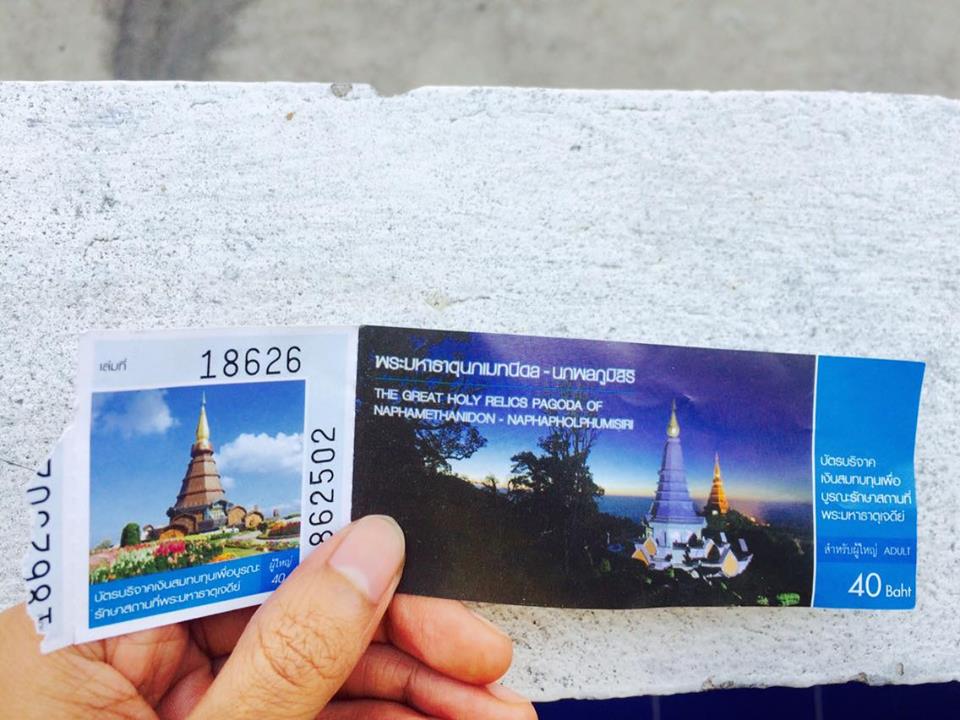 เล่มที่ 18626
862502
บัตรบริจาคเงินสมทบทุนเพื่อบูรณะ
รักษาสถานที่พระมหาธาตุเจดีย์
ผู้ใหญ่
40
พระมหาธาตุนภเมทนีดล - นภพลภูมิสิริ
THE GREAT HOLY RELICS PAGODA OF
NAPHAMETHANIDON - NAPHAPHOLPHUMISIRI
บัตรบริจาค
เงินสมทบทุนเพื่อ
บูรณะรักษาสถานที่
พระมหาธาตุเจดีย์
สำหรับผู้ใหญ่ ADULT
40 Baht